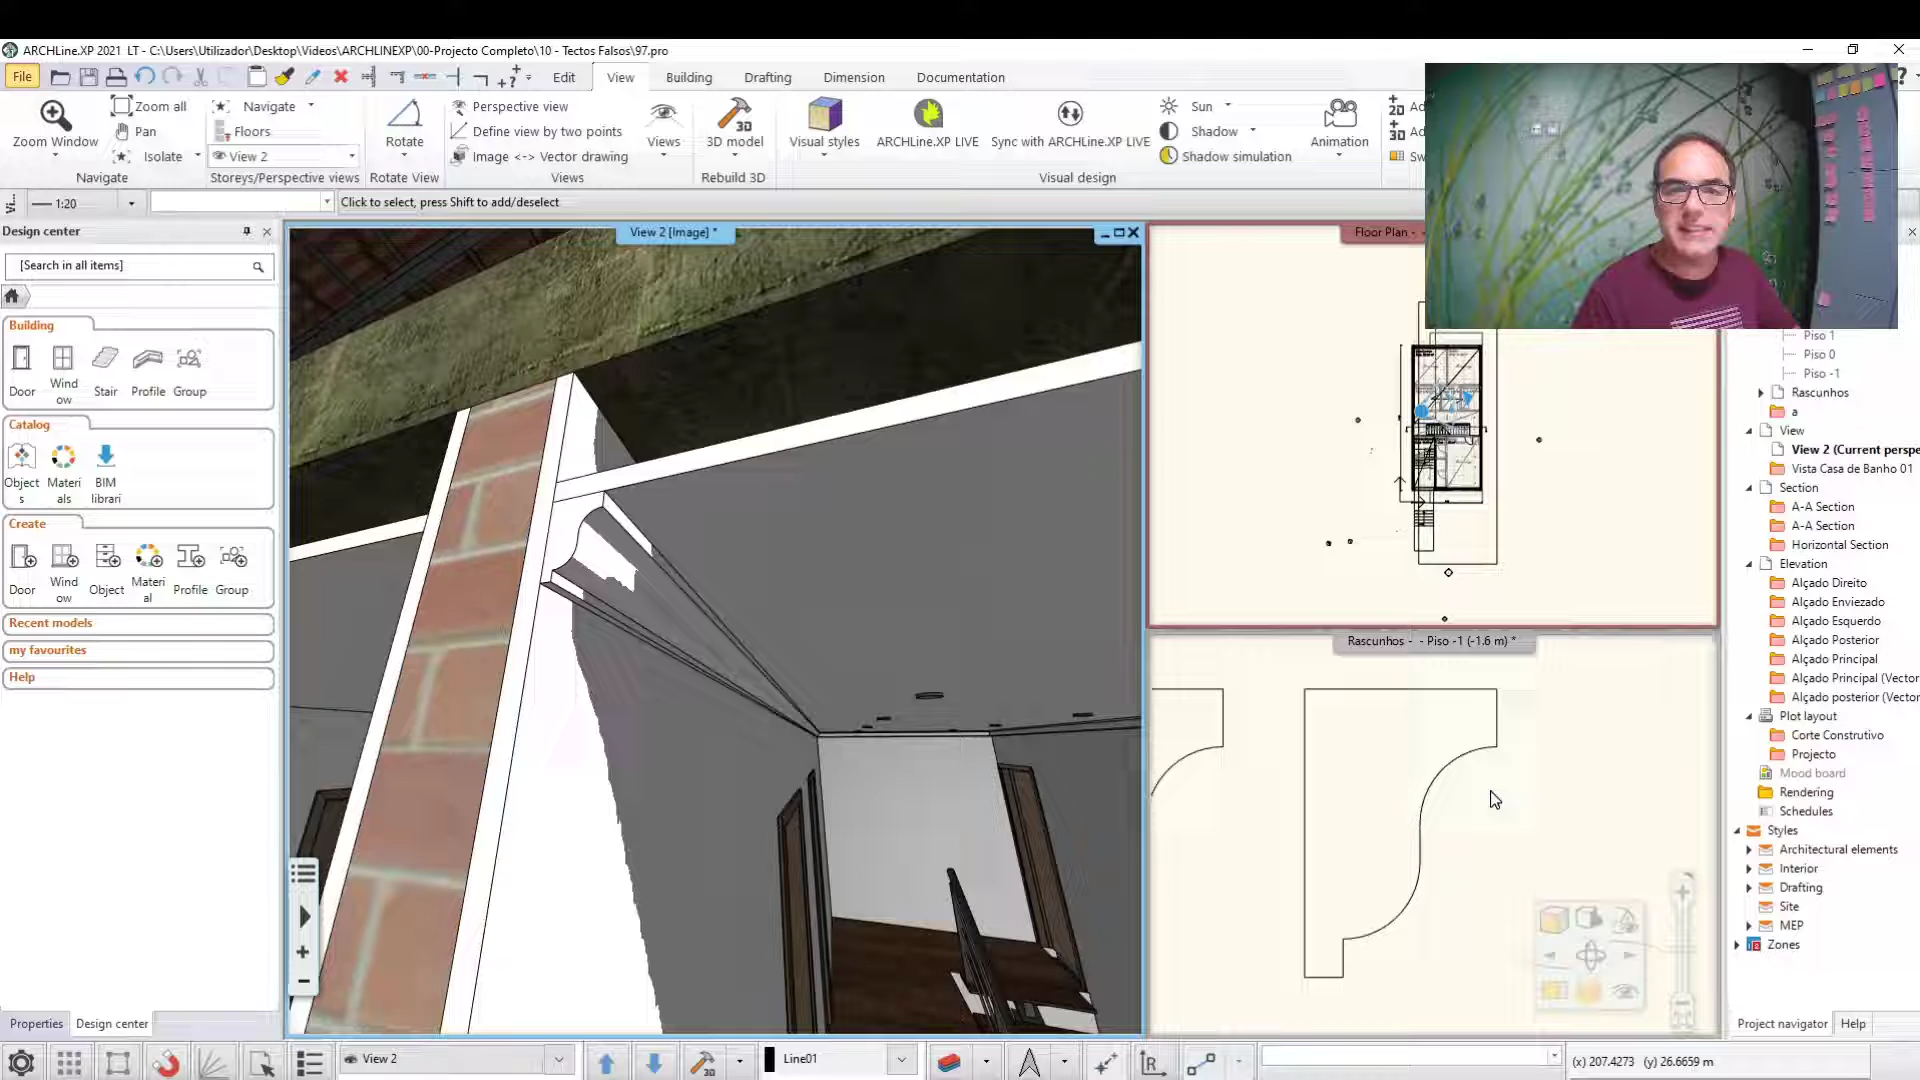 ARCHLine.XP 2021 LT - C:\Users\Utilizador\Desktop\Videos\ARCHLINEXP\00-Projecto Completo\10 - Tectos Falsos\97.pro
File
Edit View Building Drafting Dimension Documentation
Zoom Window
Zoom all
Pan
Isolate
Navigate
Navigate
Floors
View 2
Storeys/Perspective views
Rotate
Rotate View
Perspective view
Define view by two points
Image <-> Vector drawing
Views
Views
3D model
Rebuild 3D
Visual styles
ARCHLine.XP LIVE
Sync with ARCHLine.XP LIVE
Sun
Shadow
Shadow simulation
Animation
Visual design
1:20
Click to select, press Shift to add/deselect
Design center
[Search in all items]
Building
Door Wind ow Stair Profile Group
Catalog
Object s Materi als BIM librari
Create
Door Wind ow Object Materi al Profile Group
Recent models
my favourites
Help
Properties Design center
View 2 [Image] *
Floor Plan -
Rascunhos - - Piso -1 (-1.6 m) *
Piso 1
Piso 0
Piso -1
Rascunhos
a
View
View 2 (Current perspe
Vista Casa de Banho 01
Section
A-A Section
A-A Section
Horizontal Section
Elevation
Alçado Direito
Alçado Enviezado
Alçado Esquerdo
Alçado Posterior
Alçado Principal
Alçado Principal (Vector
Alçado posterior (Vector
Plot layout
Corte Construtivo
Projecto
Mood board
Rendering
Schedules
Styles
Architectural elements
Interior
Drafting
Site
MEP
Zones
Project navigator Help
View 2
Line01
(x) 207.4273 (y) 26.6659 m